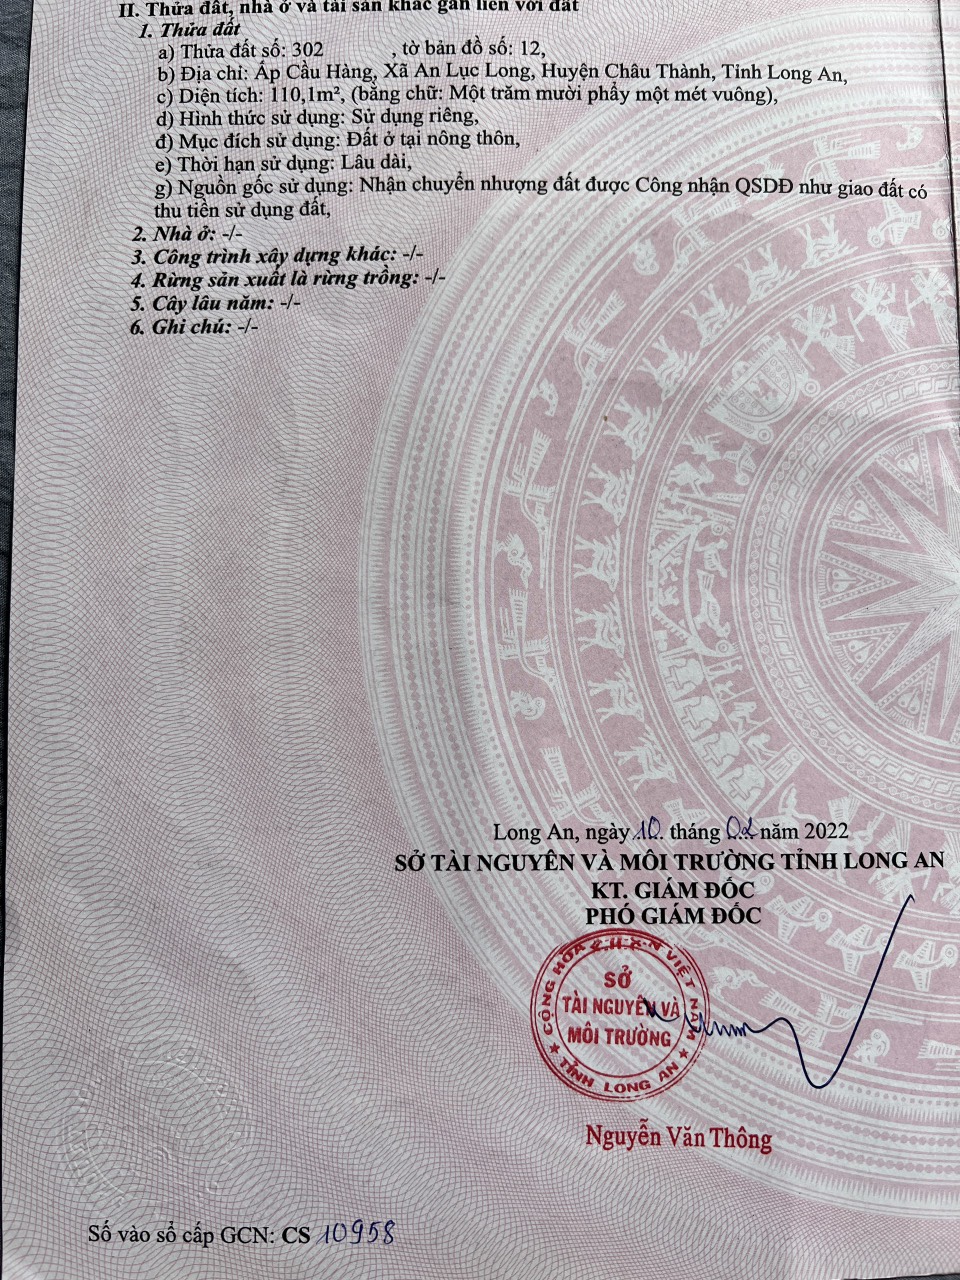 II. Thửa đất, nhà ở và tài sản khác gắn liền với đất
1. Thửa đất
a) Thửa đất số: 302 , tờ bản đồ số: 12,
b) Địa chỉ: Ấp Cầu Hàng, Xã An Lục Long, Huyện Châu Thành, Tỉnh Long An,
c) Diện tích: 110,1m², (bằng chữ: Một trăm mười phẩy một mét vuông),
d) Hình thức sử dụng: Sử dụng riêng,
đ) Mục đích sử dụng: Đất ở tại nông thôn,
e) Thời hạn sử dụng: Lâu dài,
g) Nguồn gốc sử dụng: Nhận chuyển nhượng đất được Công nhận QSDĐ như giao đất có
thu tiền sử dụng đất,
2. Nhà ở: -/-
3. Công trình xây dựng khác: -/-
4. Rừng sản xuất là rừng trồng: -/-
5. Cây lâu năm: -/-
6. Ghi chú: -/-
Long An, ngày 10 tháng 02 năm 2022
SỞ TÀI NGUYÊN VÀ MÔI TRƯỜNG TỈNH LONG AN
KT. GIÁM ĐỐC
PHÓ GIÁM ĐỐC
CỘNG HÒA X.H.C.N VIỆT NAM
SỞ
TÀI NGUYÊN VÀ
MÔI TRƯỜNG
★ TỈNH LONG AN ★
Nguyễn Văn Thông
Số vào sổ cấp GCN: CS 10958